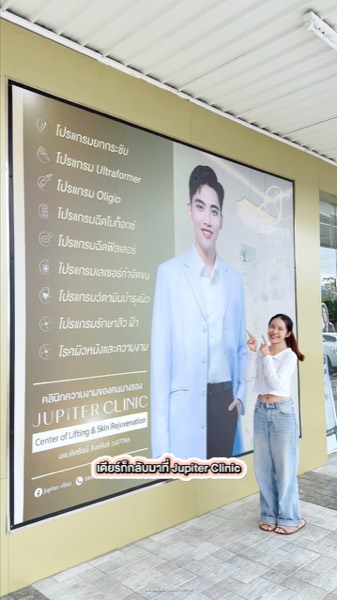 โปรแกรมยกกระชับ
โปรแกรม Ultraformer
โปรแกรม Oligio
โปรแกรมฉีดโบท็อกซ์
โปรแกรมฉีดฟิลเลอร์
โปรแกรมเลเซอร์กำจัดขน
โปรแกรมวิตามินบำรุงผิว
โปรแกรมรักษาสิว ฝ้า
โรคผิวหนังและความงาม
คลินิกความงามของคนบางรอง
JUPITER CLINIC
Center of Lifting & Skin Rejuvenation
jupiter clinic
JUPITER
เดียร์ก็กลับมาที่ Jupiter Clinic